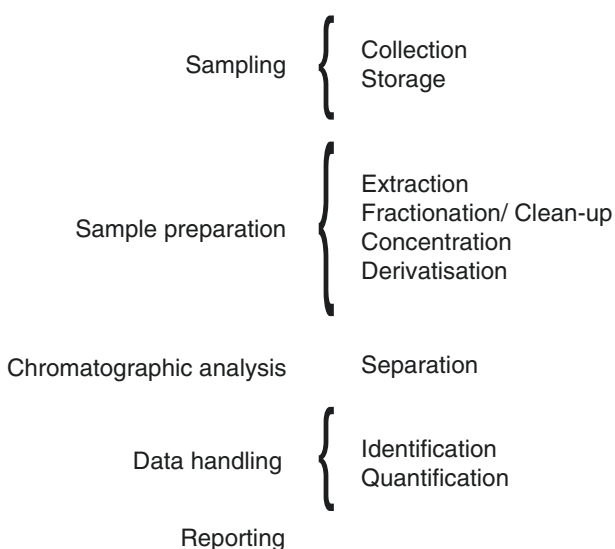 Sampling
Collection
Storage
Sample preparation
Extraction
Fractionation/ Clean-up
Concentration
Derivatisation
Chromatographic analysis
Separation
Data handling
Identification
Quantification
Reporting